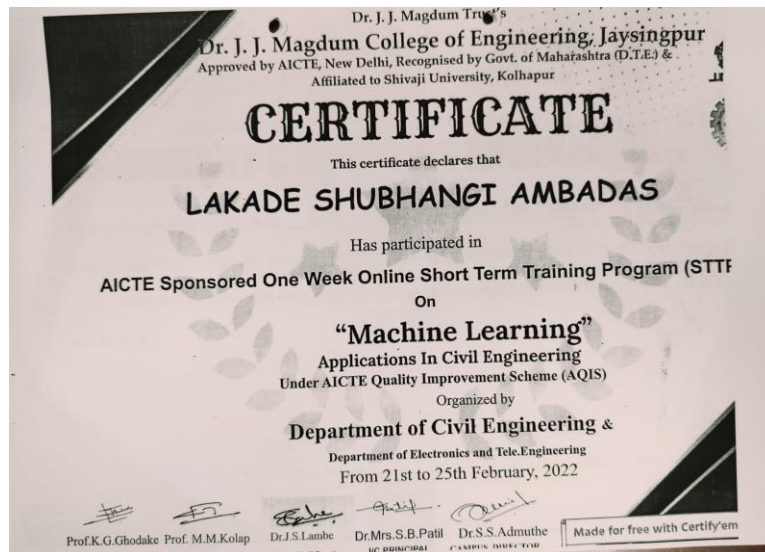 Dr. J. J. Magdum Trust's
Dr. J. J. Magdum College of Engineering, Jaysingpur
Approved by AICTE, New Delhi, Recognised by Govt. of Maharashtra (D.T.E.) &
Affiliated to Shivaji University, Kolhapur
CERTIFICATE
This certificate declares that
LAKADE SHUBHANGI AMBADAS
Has participated in
AICTE Sponsored One Week Online Short Term Training Program (STTP
On
“Machine Learning”
Applications In Civil Engineering
Under AICTE Quality Improvement Scheme (AQIS)
Organized by
Department of Civil Engineering &
Department of Electronics and Tele.Engineering
From 21st to 25th February, 2022
Prof.K.G.Ghodake Prof. M.M.Kolap Dr.J.S.Lambe Dr.Mrs.S.B.Patil Dr.S.S.Admuthe Made for free with Certify'em
I/C PRINCIPAL CAMPUS DIRECTOR